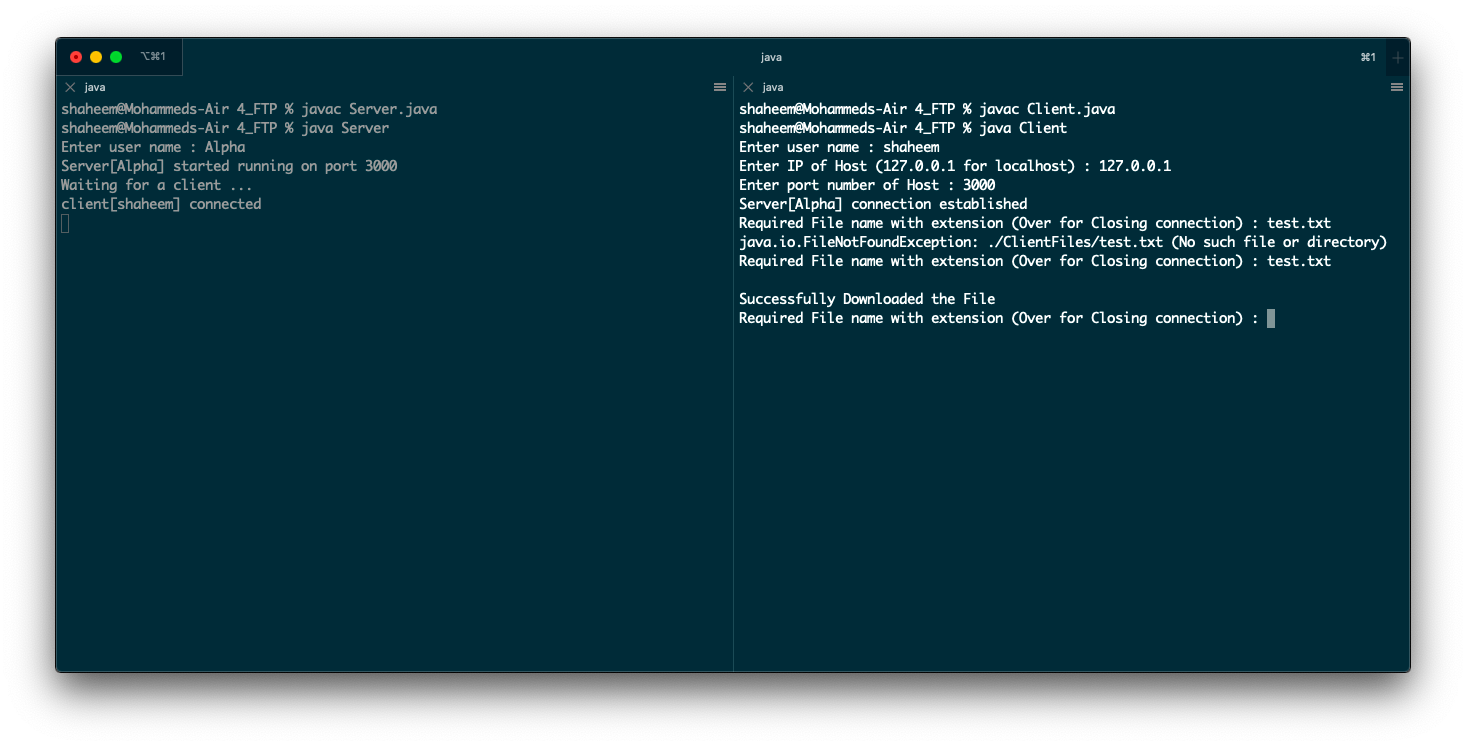 ⌥⌘1
java
⌘1
java
shaheem@Mohammeds-Air 4_FTP % javac Server.java
shaheem@Mohammeds-Air 4_FTP % java Server
Enter user name : Alpha
Server[Alpha] started running on port 3000
Waiting for a client ...
client[shaheem] connected
java
shaheem@Mohammeds-Air 4_FTP % javac Client.java
shaheem@Mohammeds-Air 4_FTP % java Client
Enter user name : shaheem
Enter IP of Host (127.0.0.1 for localhost) : 127.0.0.1
Enter port number of Host : 3000
Server[Alpha] connection established
Required File name with extension (Over for Closing connection) : test.txt
java.io.FileNotFoundException: ./ClientFiles/test.txt (No such file or directory)
Required File name with extension (Over for Closing connection) : test.txt
Successfully Downloaded the File
Required File name with extension (Over for Closing connection) :